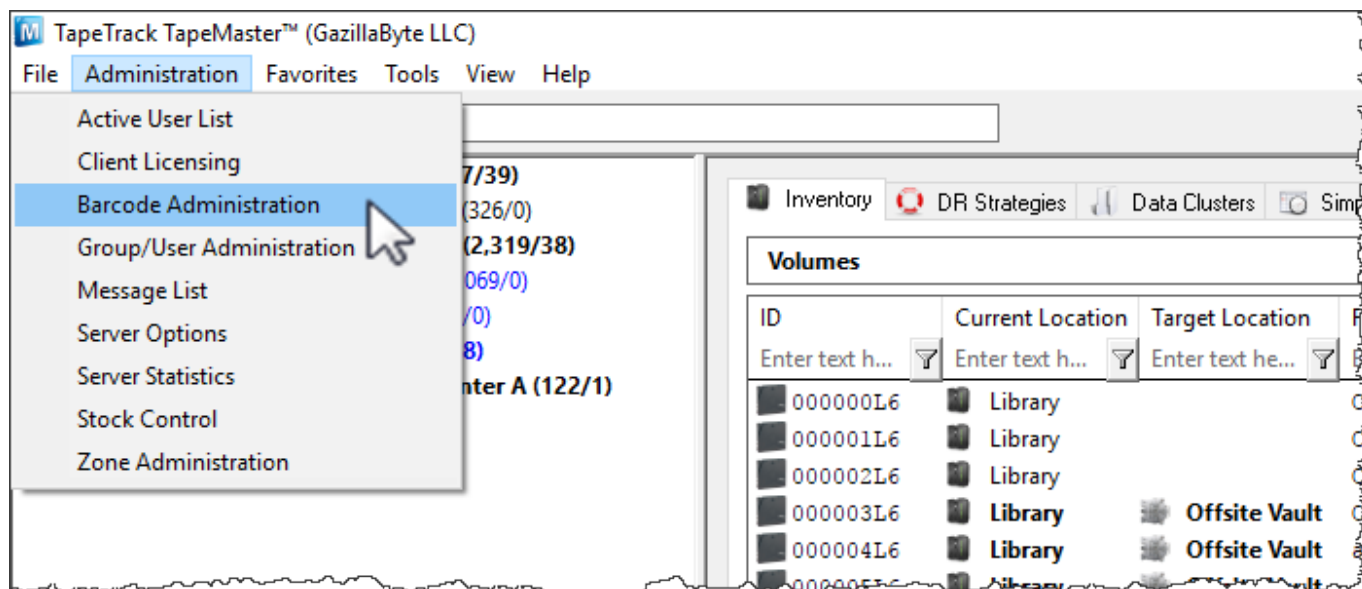 TapeTrack TapeMaster™ (GazillaByte LLC)
File Administration Favorites Tools View Help
Active User List
Client Licensing
Barcode Administration
Group/User Administration
Message List
Server Options
Server Statistics
Stock Control
Zone Administration
7/39)
(326/0)
(2,319/38)
069/0)
/0)
8)
nter A (122/1)
Inventory DR Strategies Data Clusters
Volumes
ID Current Location Target Location
Enter text h... Enter text h... Enter text he...
000000L6 Library
000001L6 Library
000002L6 Library
000003L6 Library Offsite Vault
000004L6 Library Offsite Vault